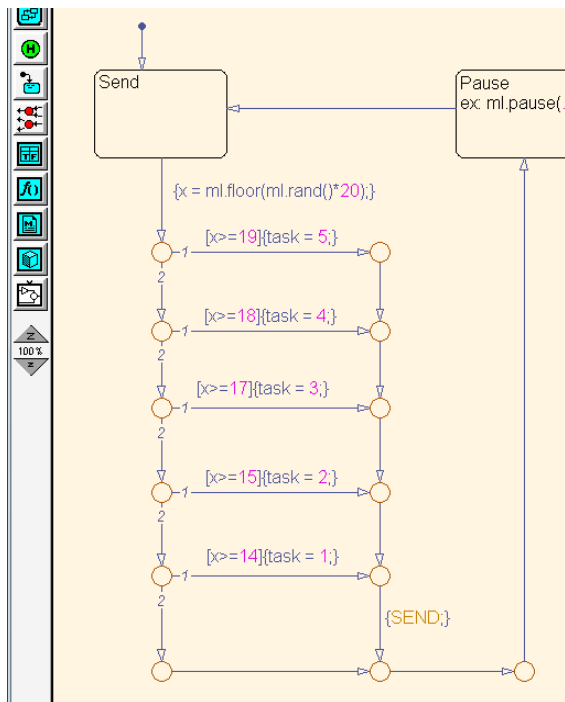 H
Send
Pause
ex: ml.pause(.
{x = ml.floor(ml.rand()*20);}
TF
f()
M
[x>=19]{task = 5;}
1
2
[x>=18]{task = 4;}
1
2
100 %
[x>=17]{task = 3;}
1
2
[x>=15]{task = 2;}
1
2
[x>=14]{task = 1;}
1
2
{SEND;}